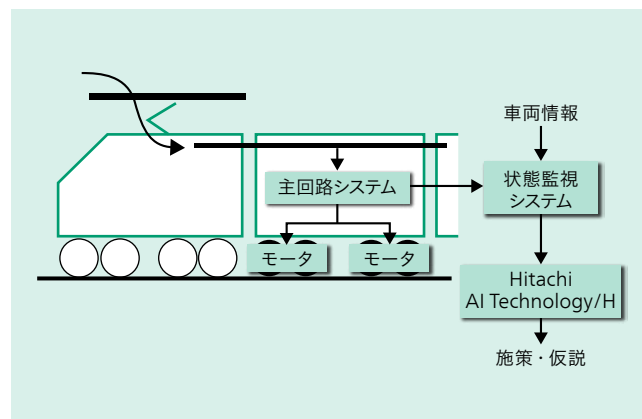 車両情報
主回路システム
状態監視
システム
モータ
モータ
Hitachi
AI Technology/H
施策・仮説